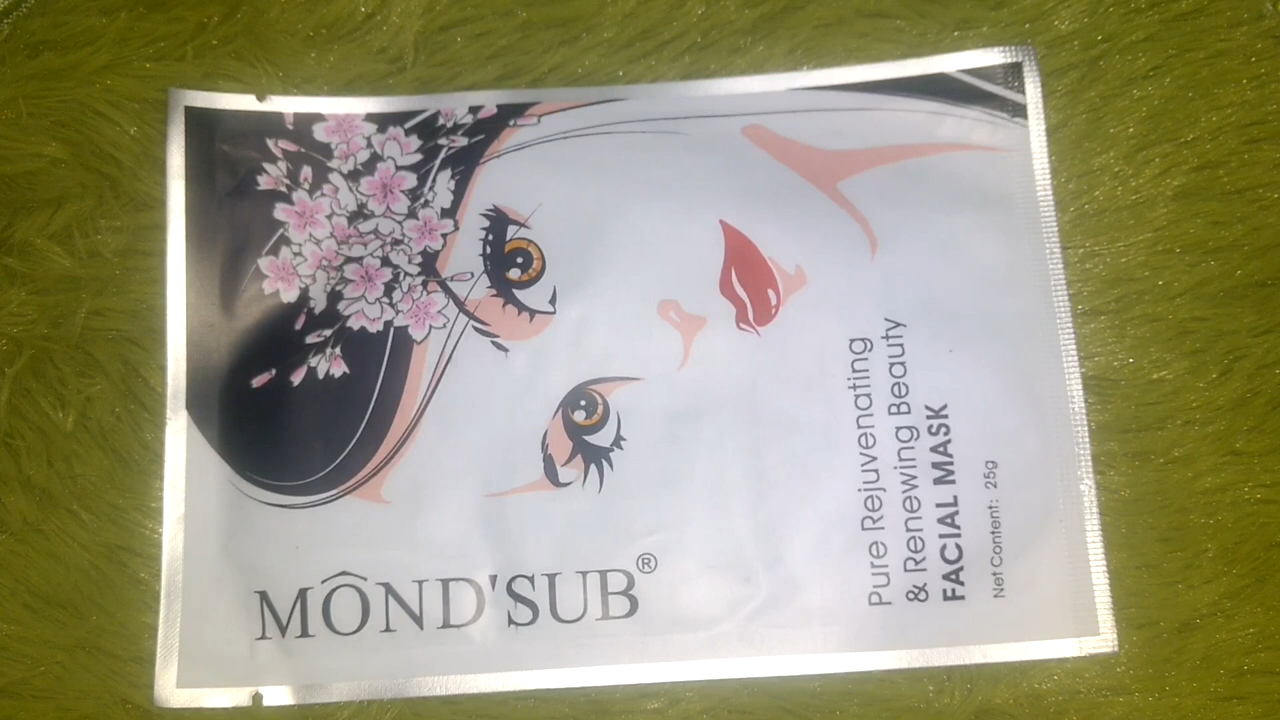 MÔND'SUB®
Pure Rejuvenating
& Renewing Beauty
FACIAL MASK
Net Content: 25g